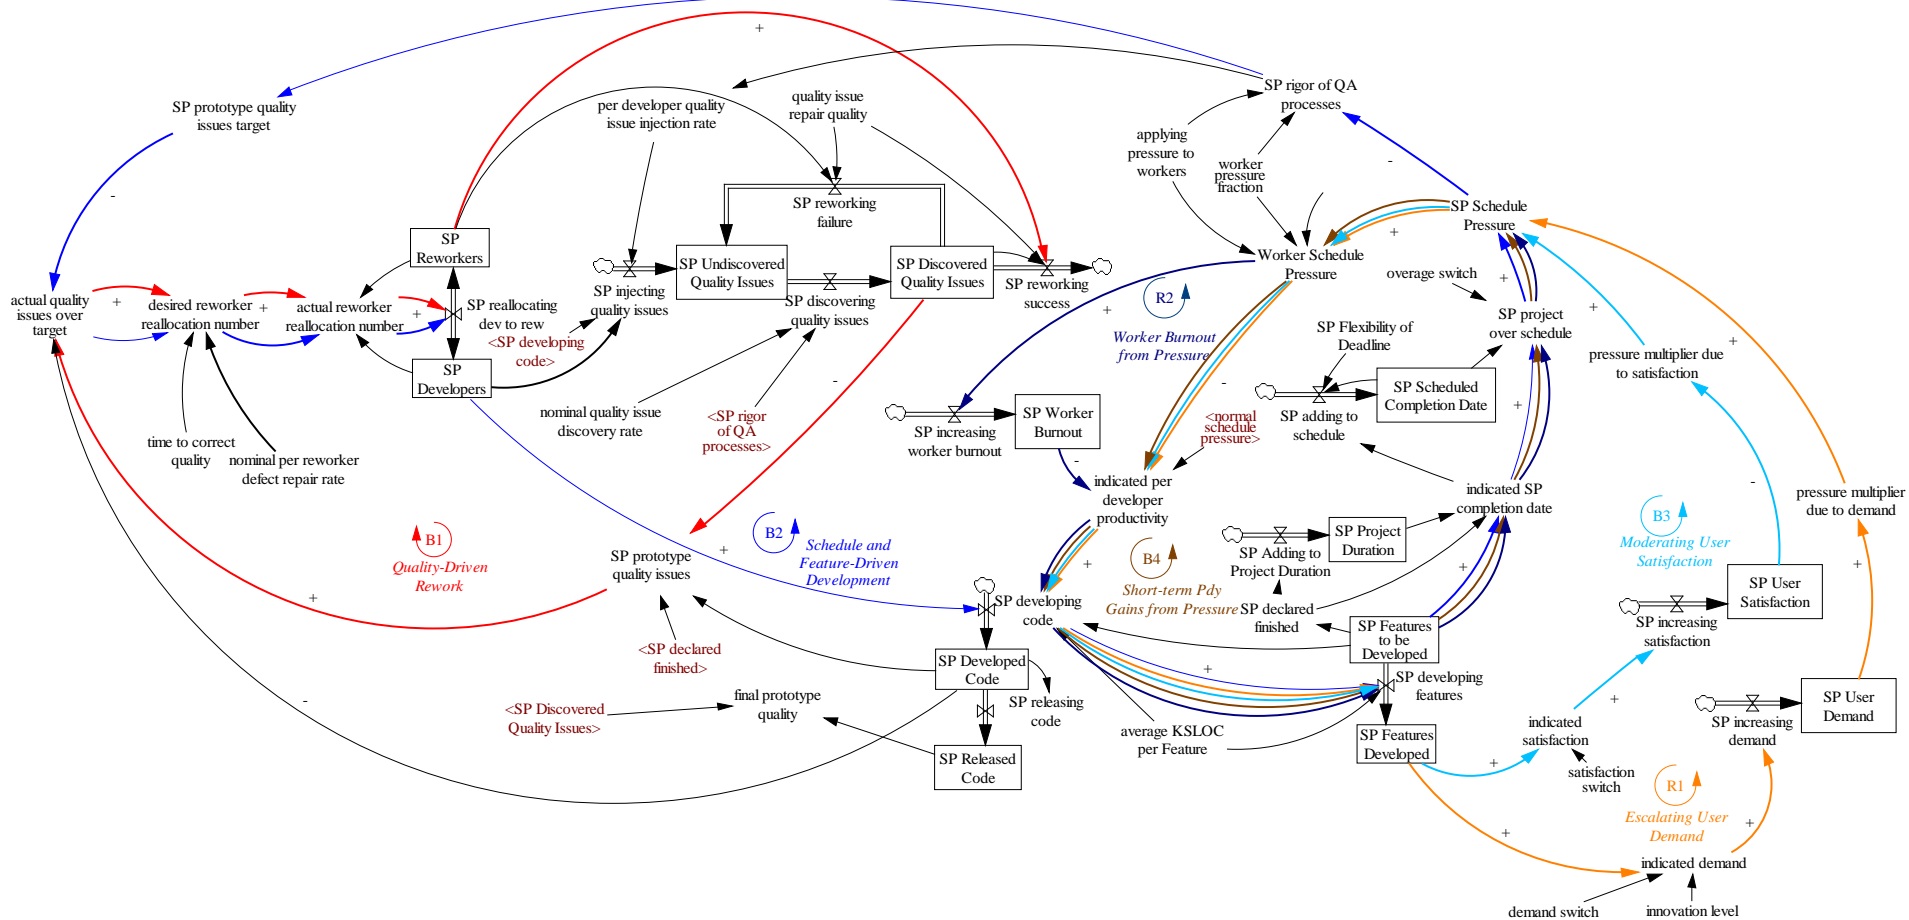 +
SP rigor of QA
processes
SP prototype quality
issues target
per developer quality
issue injection rate
quality issue
repair quality
applying
pressure to
workers
worker
pressure
fraction
-
-
SP Schedule
Pressure
SP
Reworkers
SP reworking
failure
+
Worker Schedule
Pressure
SP Undiscovered
Quality Issues
SP Discovered
Quality Issues
SP reworking
success
overage switch
+
actual quality
issues over
target
+
desired reworker
reallocation number
+
actual reworker
reallocation number
+
SP reallocating
dev to rew
<SP developing
code>
SP injecting
quality issues
SP discovering
quality issues
R2
Worker Burnout
from Pressure
+
SP project
over schedule
+
SP Flexibility of
Deadline
pressure multiplier due
to satisfaction
+
SP
Developers
-
-
SP Scheduled
Completion Date
SP adding to
schedule
+
nominal quality issue
discovery rate
<SP rigor
of QA
processes>
SP increasing
worker burnout
SP Worker
Burnout
<normal
schedule
pressure>
time to correct
quality
nominal per reworker
defect repair rate
-
indicated per
developer
productivity
indicated SP
completion date
-
pressure multiplier
due to demand
B1
Quality-Driven
Rework
B2
Schedule and
Feature-Driven
Development
+
SP prototype
quality issues
B4
Short-term Pdy
Gains from Pressure
+
SP Project
Duration
SP Adding to
Project Duration
B3
Moderating User
Satisfaction
+
+
+
SP developing
code
SP declared
finished
SP Features
to be
Developed
SP User
Satisfaction
SP increasing
satisfaction
<SP declared
finished>
SP Developed
Code
+
+
SP developing
features
-
final prototype
quality
<SP Discovered
Quality Issues>
SP releasing
code
average KSLOC
per Feature
SP Features
Developed
+
indicated
satisfaction
+
satisfaction
switch
SP User
Demand
SP increasing
demand
SP Released
Code
R1
Escalating User
Demand
+
+
indicated demand
demand switch
innovation level